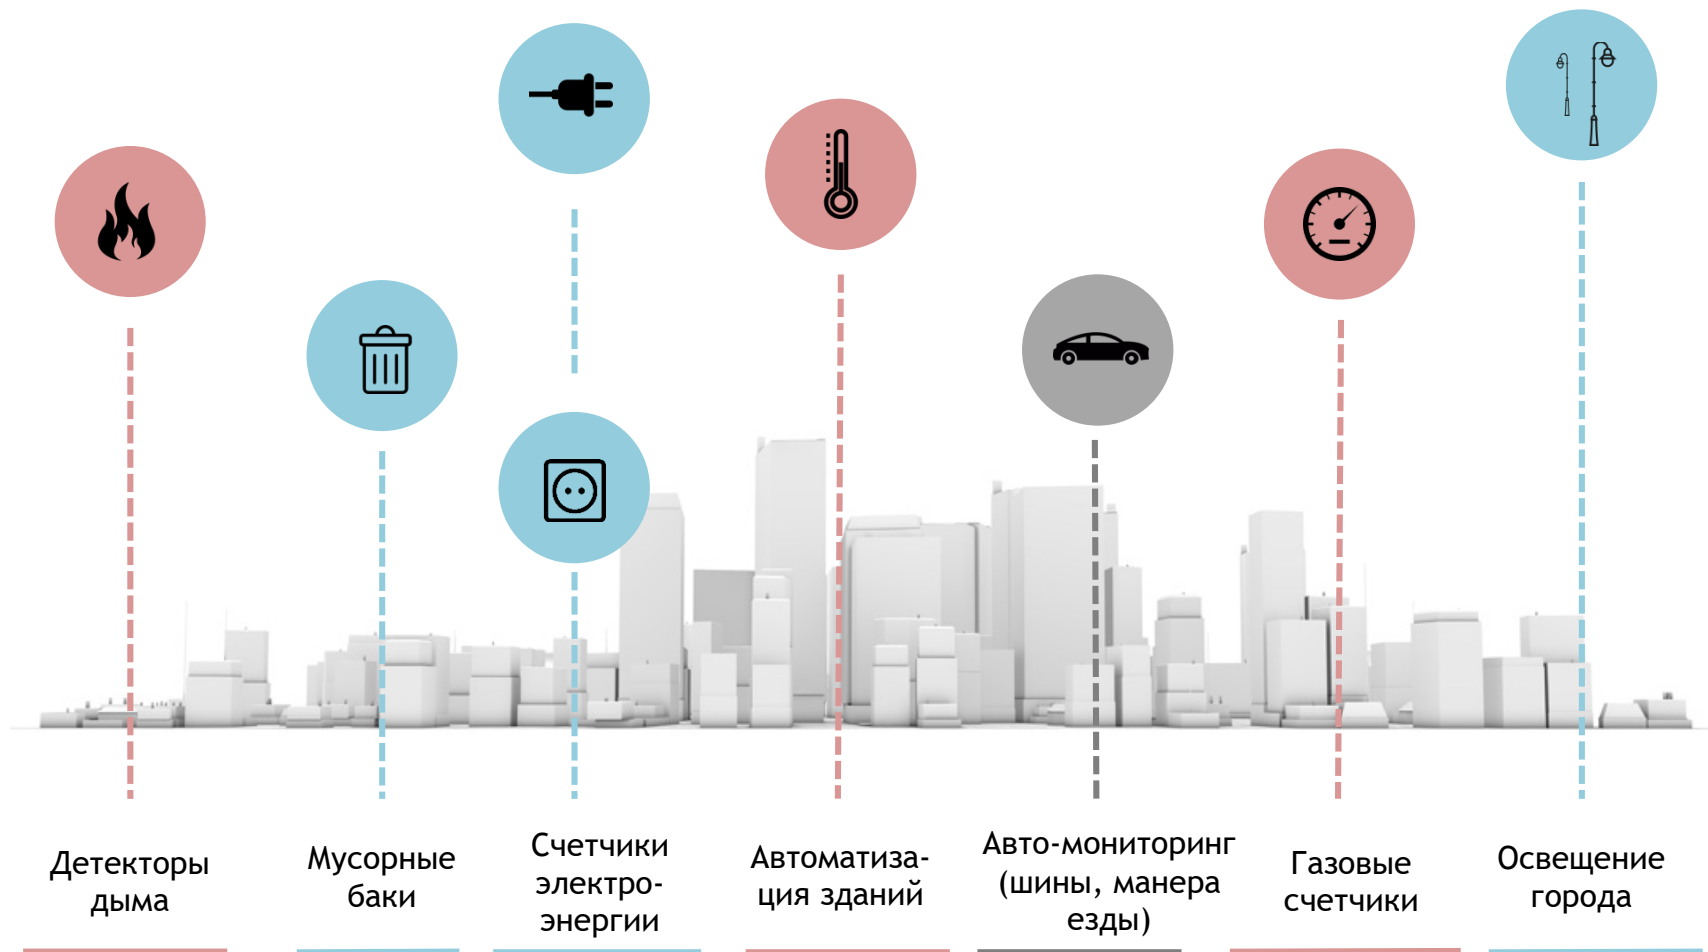 Детекторы
дыма
Мусорные
баки
Счетчики
электро-
энергии
Автоматиза-
ция зданий
Авто-мониторинг
(шины, манера
езды)
Газовые
счетчики
Освещение
города